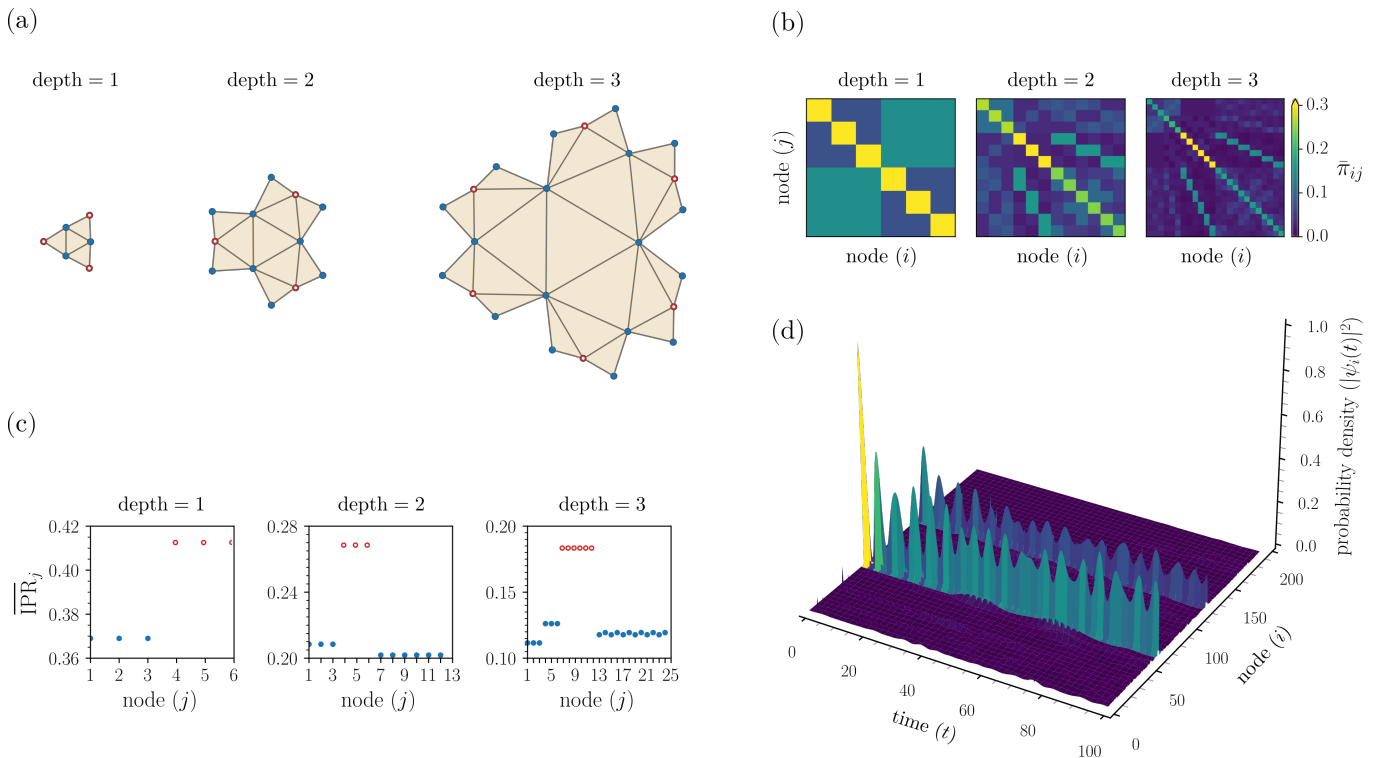 (a)
depth = 1
depth = 2
depth = 3
(b)
depth = 1
depth = 2
depth = 3
node (j)
node (i)
node (i)
node (i)
0.3
0.2
0.1
0.0
π̄ᵢⱼ
(c)
depth = 1
depth = 2
depth = 3
IPRⱼ
0.42
0.40
0.38
0.36
1 2 3 4 5 6
node (j)
0.28
0.24
0.20
1 3 5 7 9 11 13
node (j)
0.20
0.15
0.10
1 5 9 13 17 21 25
node (j)
(d)
1.0
0.8
0.6
0.4
0.2
0.0
probability density (|ψᵢ(t)|²)
0 20 40 60 80 100
time (t)
0 50 100 150 200
node (i)